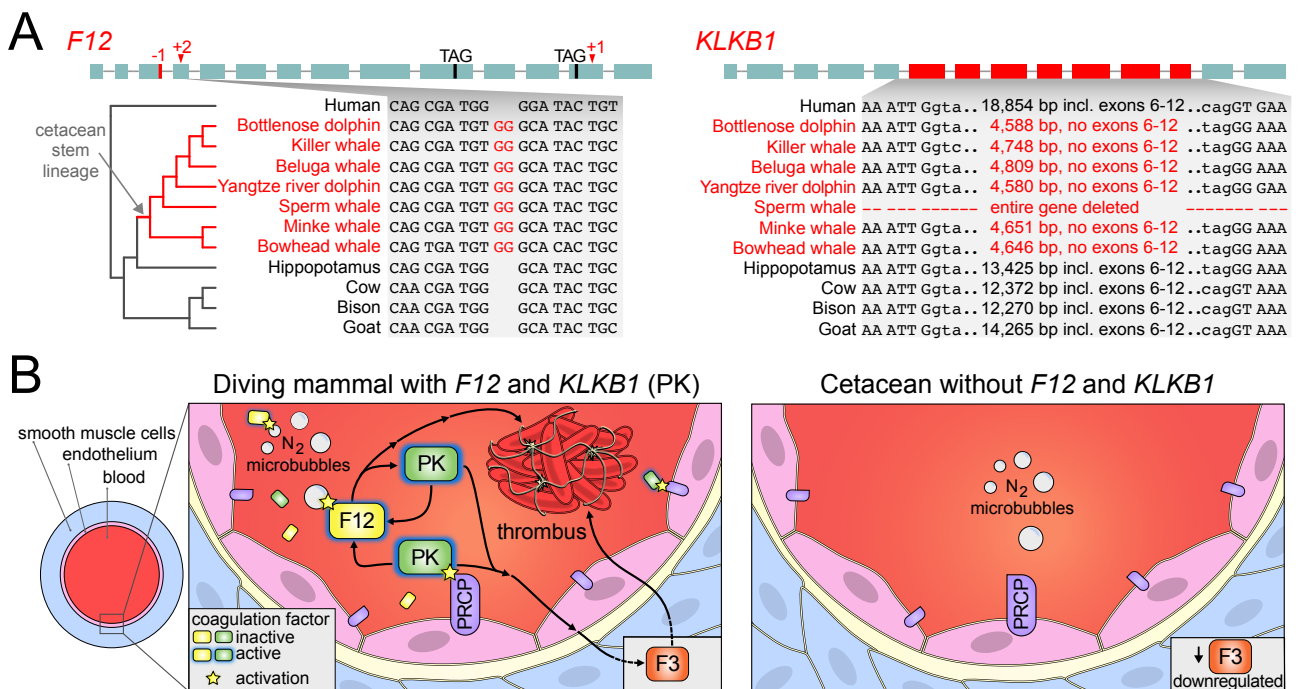 A
F12
-1 +2 TAG TAG +1
cetacean
stem
lineage
Human CAG CGA TGG GGA TAC TGT
Bottlenose dolphin CAG CGA TGT GG GCA TAC TGC
Killer whale CAG CGA TGT GG GCA TAC TGC
Beluga whale CAG CGA TGT GG GCA TAC TGC
Yangtze river dolphin CAG CGA TGT GG GCA TAC TGC
Sperm whale CAG CGA TGT GG GCA TAC TGC
Minke whale CAG CGA TGT GG GCA TAC TGC
Bowhead whale CAG TGA TGT GG GCA CAC TGC
Hippopotamus CAG CGA TGG GCA TAC TGC
Cow CAA CGA TGG GCA TAC TGC
Bison CAA CGA TGG GCA TAC TGC
Goat CAA CGA TGG GCA TAC TGC
KLKB1
Human AA ATT Ggta.. 18,854 bp incl. exons 6-12 ..cagGT GAA
Bottlenose dolphin AA ATT Ggta.. 4,588 bp, no exons 6-12 ..tagGG AAA
Killer whale AA ATT Ggtc.. 4,748 bp, no exons 6-12 ..tagGG AAA
Beluga whale AA ATT Ggta.. 4,809 bp, no exons 6-12 ..tagGG AAA
Yangtze river dolphin AA ATT Ggta.. 4,580 bp, no exons 6-12 ..tagGG GAA
Sperm whale -- --- ------ entire gene deleted ------- ---
Minke whale AA ATT Ggta.. 4,651 bp, no exons 6-12 ..tagGG AAA
Bowhead whale AA ATT Ggta.. 4,646 bp, no exons 6-12 ..tagGG AAA
Hippopotamus AA ATT Ggta.. 13,425 bp incl. exons 6-12 ..tagGG AAA
Cow AA ATT Ggta.. 12,372 bp incl. exons 6-12 ..cagGT AAA
Bison AA ATT Ggta.. 12,270 bp incl. exons 6-12 ..cagGT AAA
Goat AA ATT Ggta.. 14,265 bp incl. exons 6-12 ..cagGT AAA
B
Diving mammal with F12 and KLKB1 (PK)
smooth muscle cells
endothelium
blood
N2
microbubbles
PK
F12
PK
thrombus
PRCP
F3
coagulation factor
inactive
active
activation
Cetacean without F12 and KLKB1
N2
microbubbles
PRCP
↓ F3
downregulated